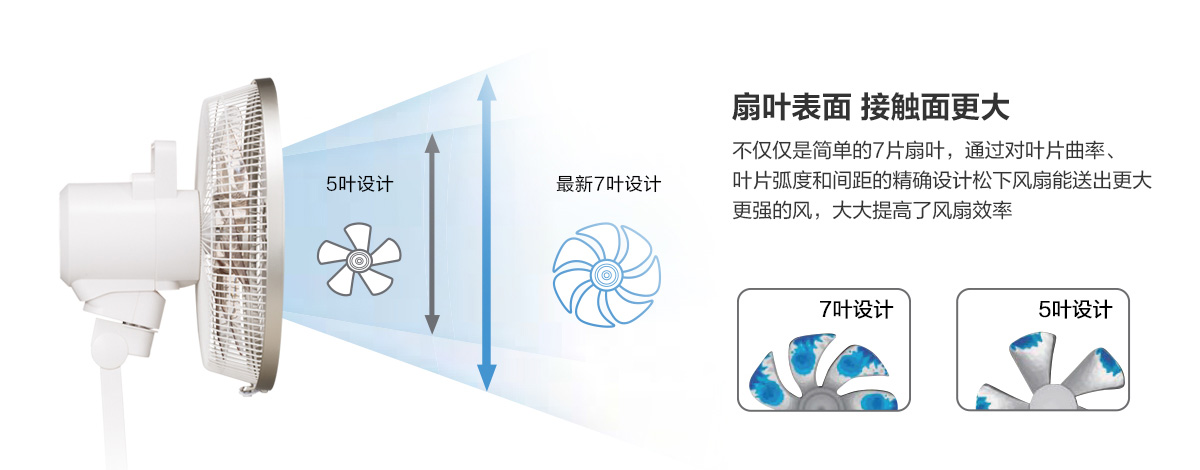 5叶设计
最新7叶设计
扇叶表面 接触面更大
不仅仅是简单的7片扇叶，通过对叶片曲率、
叶片弧度和间距的精确设计松下风扇能送出更大
更强的风，大大提高了风扇效率
7叶设计
5叶设计